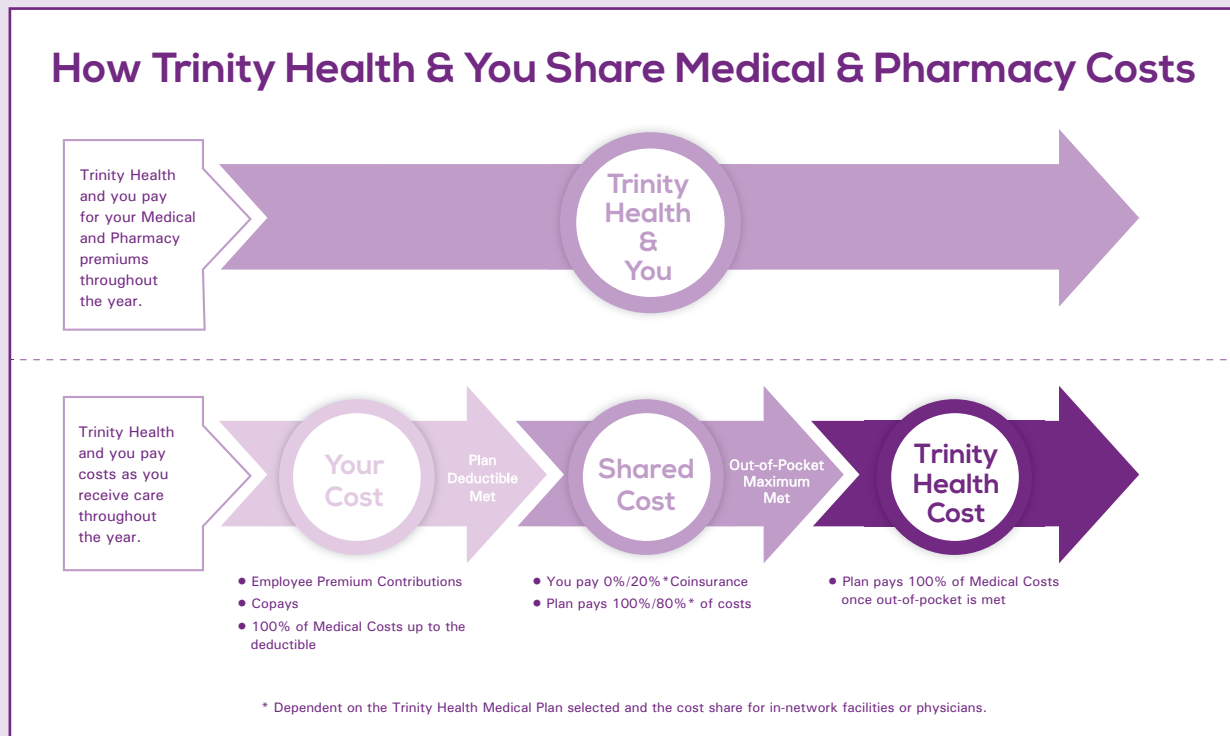 How Trinity Health & You Share Medical & Pharmacy Costs
Trinity Health
and you pay
for your Medical
and Pharmacy
premiums
throughout
the year.
Trinity
Health
&
You
Trinity Health
and you pay
costs as you
receive care
throughout
the year.
Your
Cost
Plan
Deductible
Met
Shared
Cost
Out-of-Pocket
Maximum
Met
Trinity
Health
Cost
• Employee Premium Contributions
• Copays
• 100% of Medical Costs up to the
deductible
• You pay 0%/20%*Coinsurance
• Plan pays 100%/80%* of costs
• Plan pays 100% of Medical Costs
once out-of-pocket is met
* Dependent on the Trinity Health Medical Plan selected and the cost share for in-network facilities or physicians.